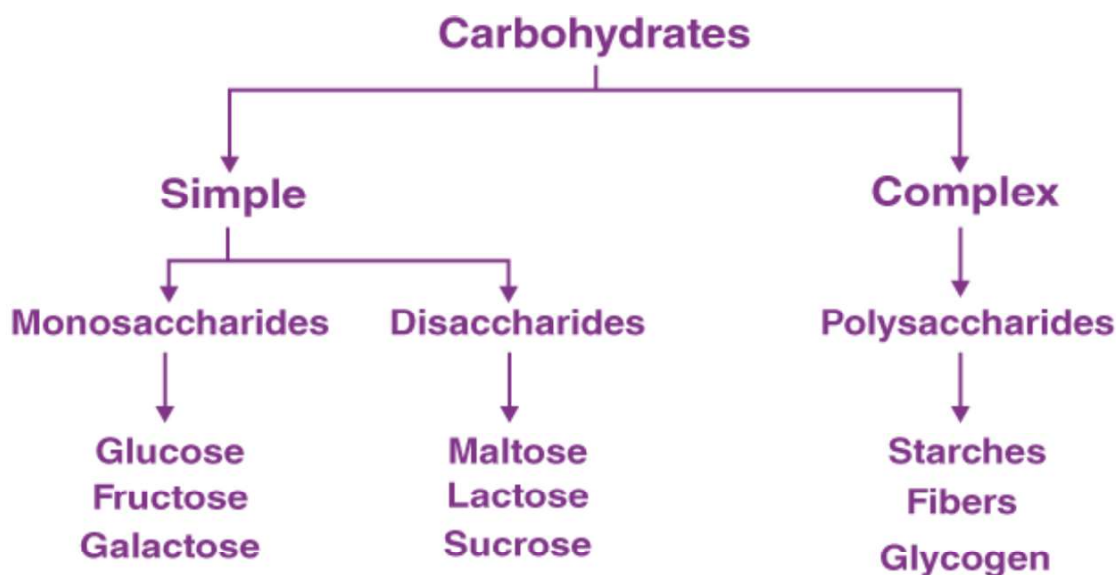 Carbohydrates
Simple
Complex
Monosaccharides
Disaccharides
Polysaccharides
Glucose
Maltose
Starches
Fructose
Lactose
Fibers
Galactose
Sucrose
Glycogen